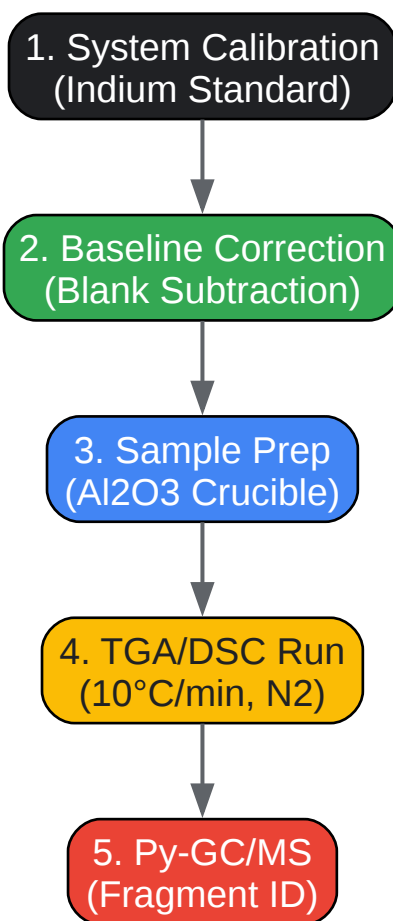 1. System Calibration
(Indium Standard)
2. Baseline Correction
(Blank Subtraction)
3. Sample Prep
(Al2O3 Crucible)
4. TGA/DSC Run
(10°C/min, N2)
5. Py-GC/MS
(Fragment ID)